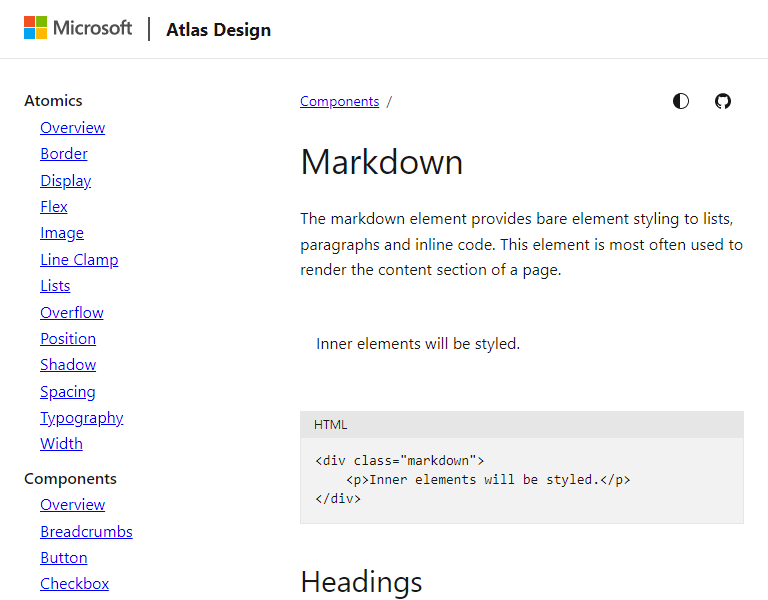 Microsoft | Atlas Design
Atomics
Overview
Border
Display
Flex
Image
Line Clamp
Lists
Overflow
Position
Shadow
Spacing
Typography
Width
Components
Overview
Breadcrumbs
Button
Checkbox
Components /
Markdown
The markdown element provides bare element styling to lists,
paragraphs and inline code. This element is most often used to
render the content section of a page.
Inner elements will be styled.
HTML
<div class="markdown">
    <p>Inner elements will be styled.</p>
</div>
Headings